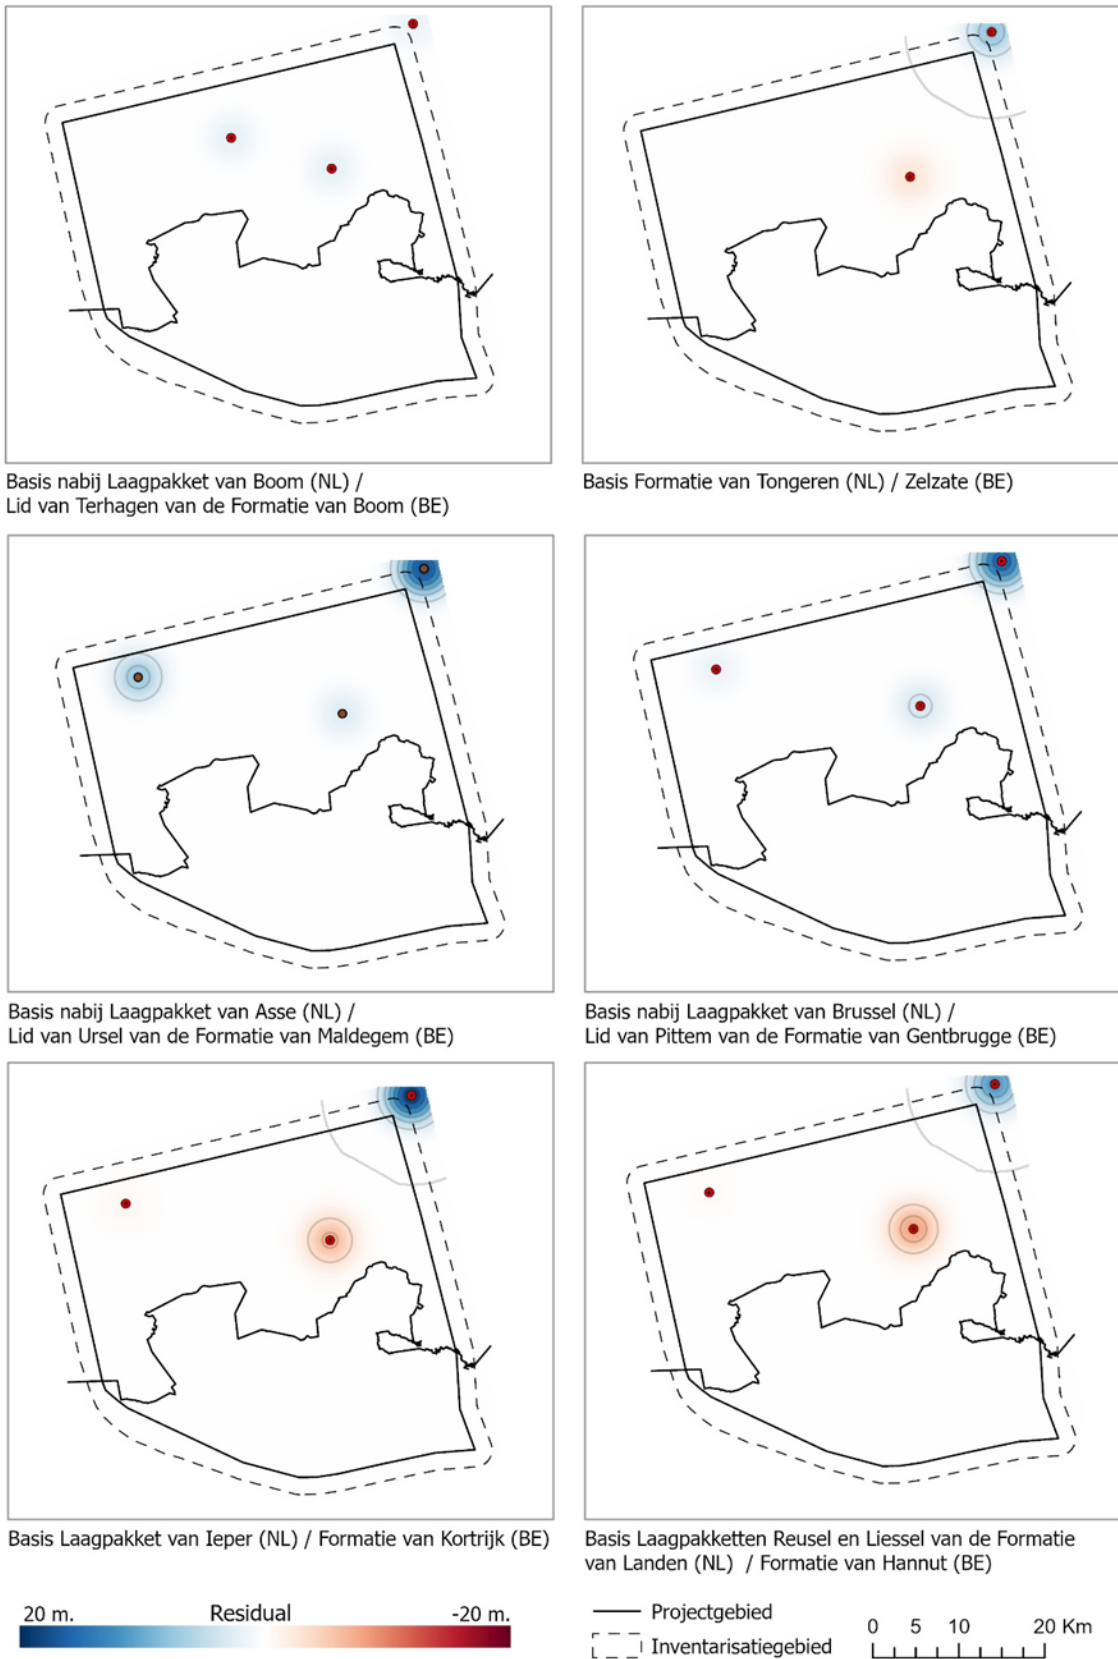 Basis nabij Laagpakket van Boom (NL) /
Lid van Terhagen van de Formatie van Boom (BE)
Basis Formatie van Tongeren (NL) / Zelzate (BE)
Basis nabij Laagpakket van Asse (NL) /
Lid van Ursel van de Formatie van Maldegem (BE)
Basis nabij Laagpakket van Brussel (NL) /
Lid van Pittem van de Formatie van Gentbrugge (BE)
Basis Laagpakket van Ieper (NL) / Formatie van Kortrijk (BE)
Basis Laagpakketten Reusel en Liessel van de Formatie
van Landen (NL) / Formatie van Hannut (BE)
20 m. Residual -20 m.
Projectgebied
Inventarisatiegebied
0 5 10 20 Km